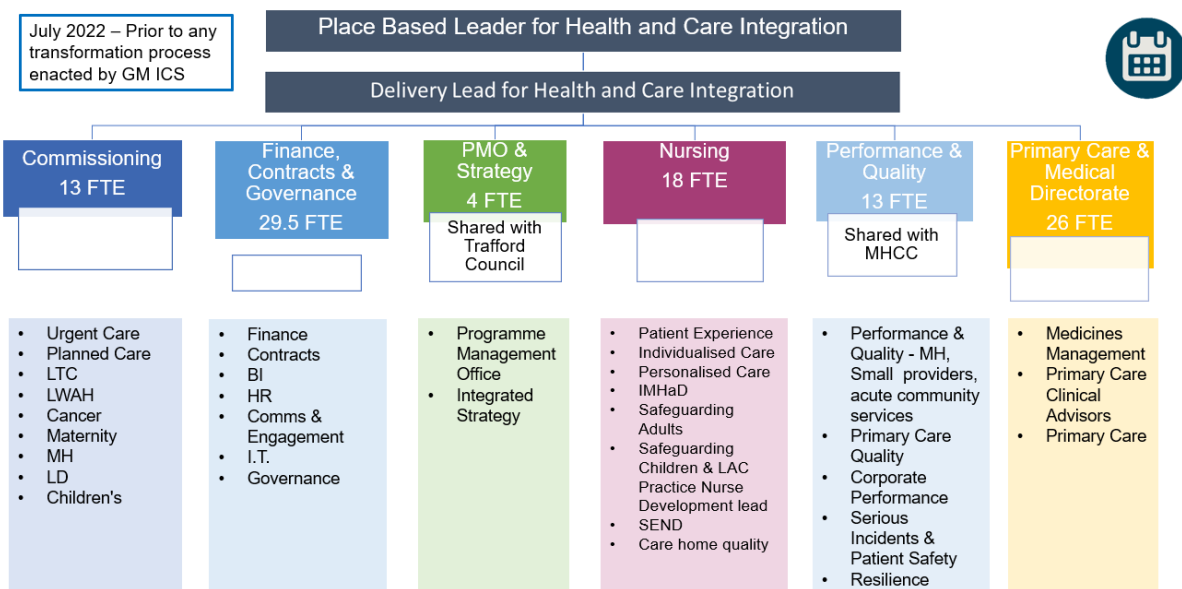 July 2022 – Prior to any
transformation process
enacted by GM ICS
Place Based Leader for Health and Care Integration
Delivery Lead for Health and Care Integration
Commissioning
13 FTE
Finance,
Contracts &
Governance
29.5 FTE
PMO &
Strategy
4 FTE
Shared with
Trafford
Council
Nursing
18 FTE
Performance &
Quality
13 FTE
Shared with
MHCC
Primary Care &
Medical
Directorate
26 FTE
• Urgent Care
• Planned Care
• LTC
• LWAH
• Cancer
• Maternity
• MH
• LD
• Children's
• Finance
• Contracts
• BI
• HR
• Comms &
Engagement
• I.T.
• Governance
• Programme
Management
Office
• Integrated
Strategy
• Patient Experience
• Individualised Care
• Personalised Care
• IMHaD
• Safeguarding
Adults
• Safeguarding
Children & LAC
Practice Nurse
Development lead
• SEND
• Care home quality
• Performance &
Quality - MH,
Small providers,
acute community
services
• Primary Care
Quality
• Corporate
Performance
• Serious
Incidents &
Patient Safety
• Resilience
• Medicines
Management
• Primary Care
Clinical
Advisors
• Primary Care